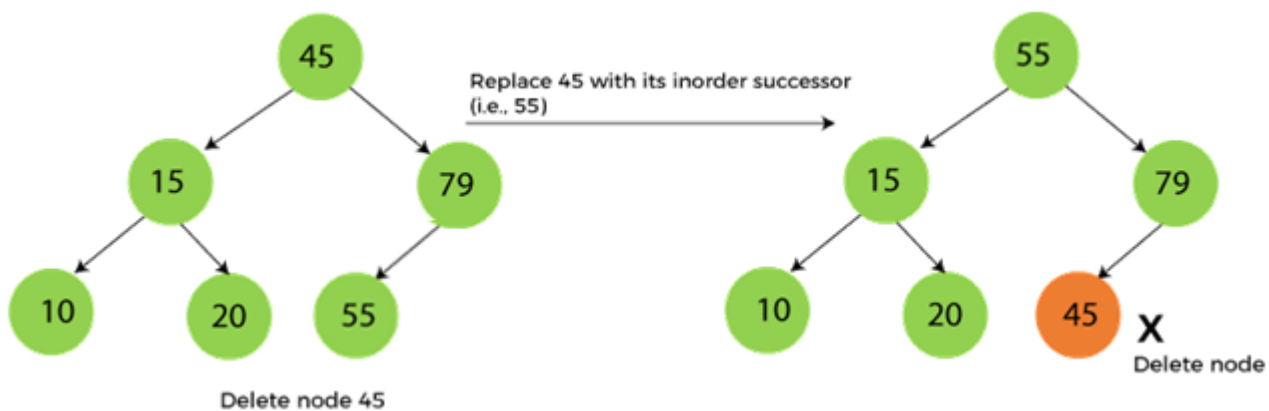 45
15
79
10
20
55
Delete node 45
Replace 45 with its inorder successor
(i.e., 55)
55
15
79
10
20
45
X
Delete node